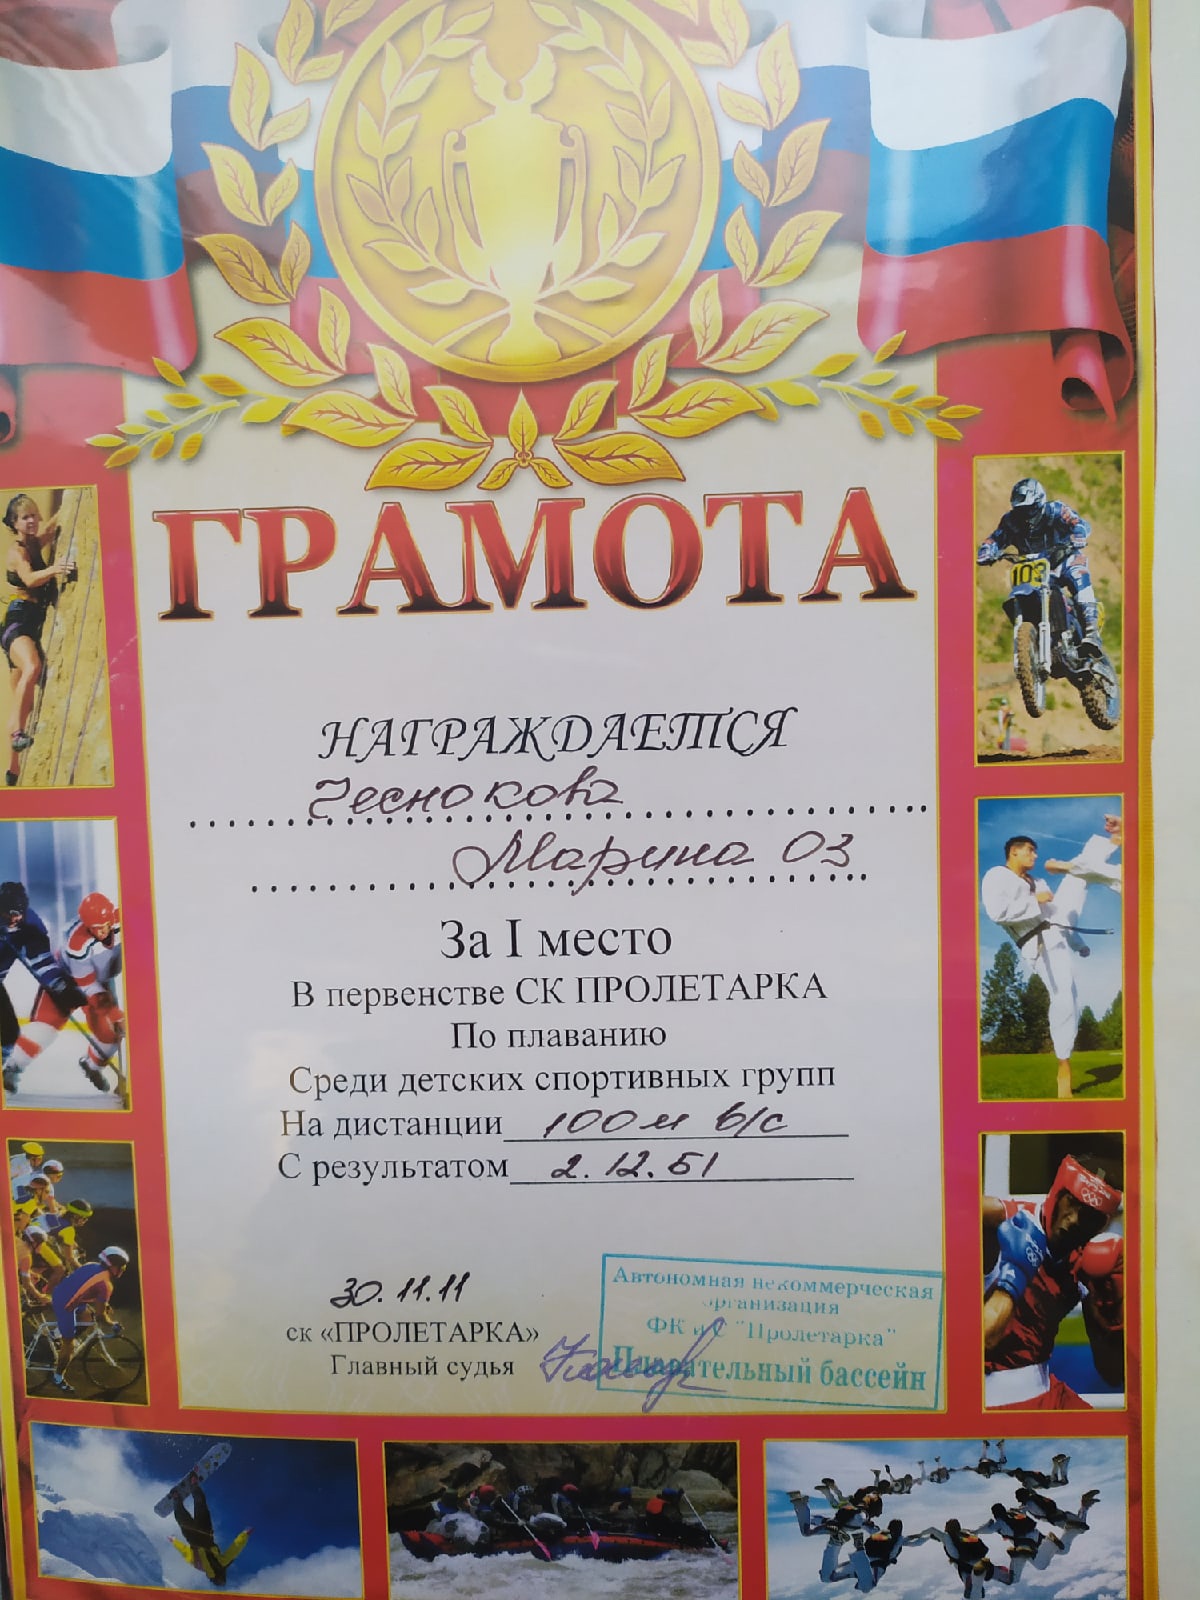 ГРАМОТА
НАГРАЖДАЕТСЯ
Чеснокова
Марина 03
За I место
В первенстве СК ПРОЛЕТАРКА
По плаванию
Среди детских спортивных групп
На дистанции 100м в/с
С результатом 2.12.51
30.11.11
ск «ПРОЛЕТАРКА»
Главный судья
Автономная некоммерческая
организация
ФК и С "Пролетарка"
Плавательный бассейн
103